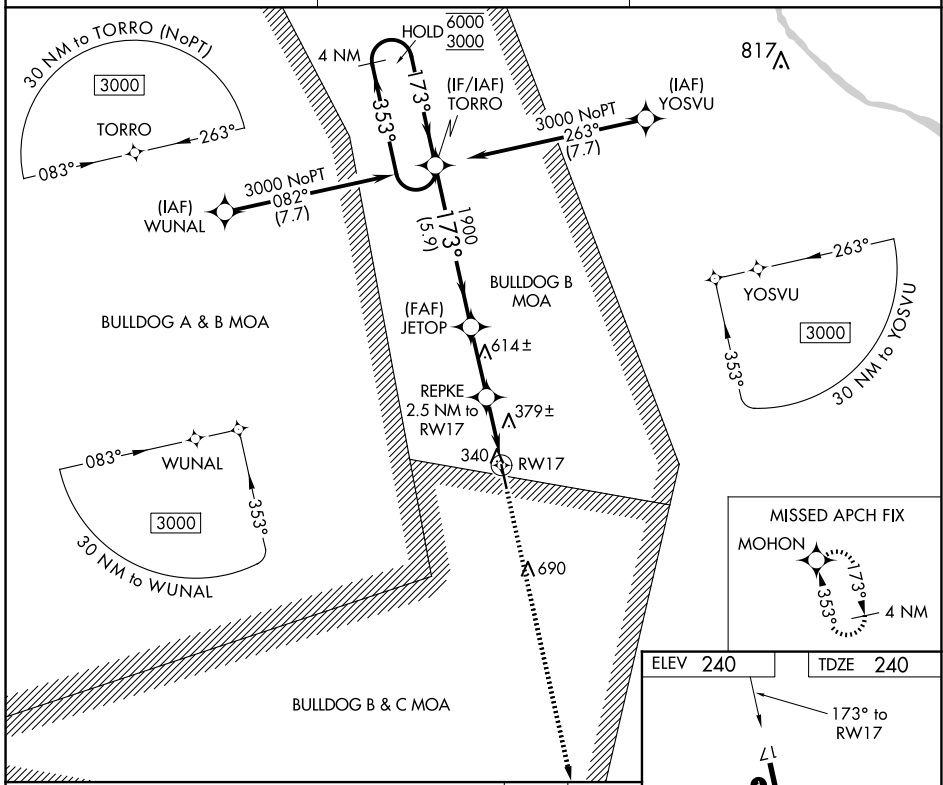 30 NM to TORRO (NoPT)
3000
TORRO
083°
263°
4 NM
HOLD
6000
3000
353°
173°
(IF/IAF)
TORRO
817
(IAF)
YOSVU
3000 NoPT
263°
(7.7)
3000 NoPT
082°
(7.7)
(IAF)
WUNAL
1900
173°
(5.9)
BULLDOG B
MOA
263°
YOSVU
3000
353°
30 NM to YOSVU
BULLDOG A & B MOA
(FAF)
JETOP
614±
REPKE
2.5 NM to
RW17
379±
340
RW17
083°
WUNAL
3000
353°
30 NM to WUNAL
690
MISSED APCH FIX
MOHON
173°
353°
4 NM
BULLDOG B & C MOA
ELEV 240
TDZE 240
173° to
RW17
17